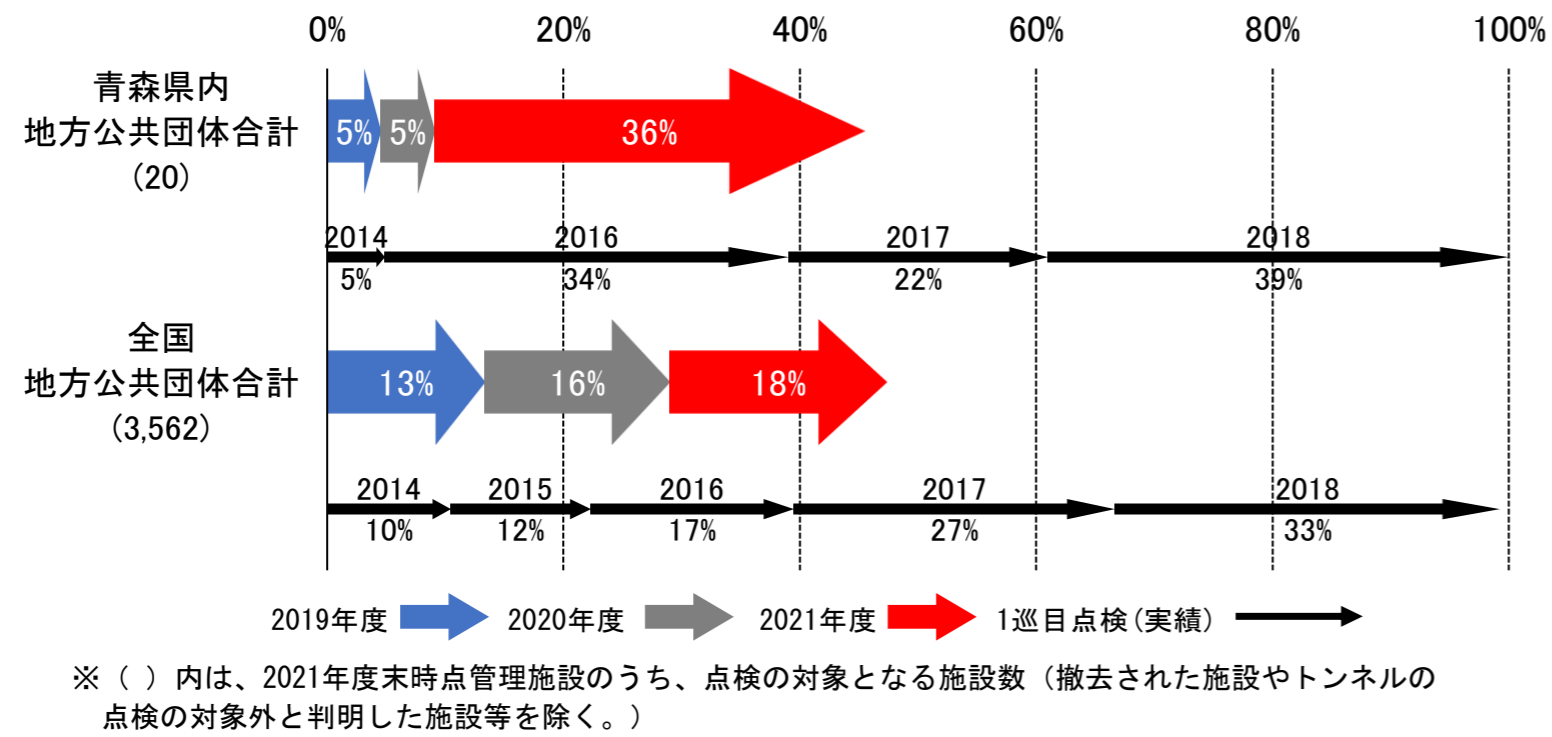 0% 20% 40% 60% 80% 100%
青森県内
地方公共団体合計
(20)
5% 5% 36%
2014 2016 2017 2018
5% 34% 22% 39%
全国
地方公共団体合計
(3,562)
13% 16% 18%
2014 2015 2016 2017 2018
10% 12% 17% 27% 33%
2019年度 2020年度 2021年度 1巡目点検(実績)
※（ ）内は、2021年度末時点管理施設のうち、点検の対象となる施設数（撤去された施設やトンネルの
点検の対象外と判明した施設等を除く。）